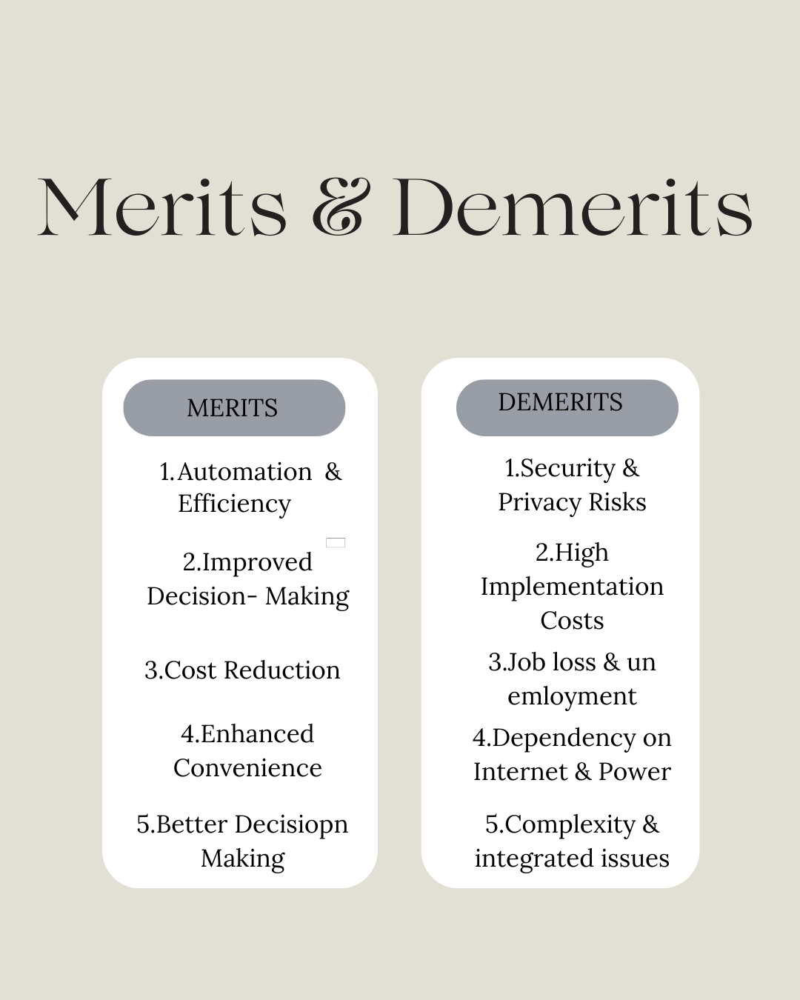 Merits & Demerits
MERITS
1.Automation &
Efficiency
2.Improved
Decision- Making
3.Cost Reduction
4.Enhanced
Convenience
5.Better Decisiopn
Making
DEMERITS
1.Security &
Privacy Risks
2.High
Implementation
Costs
3.Job loss & un
emloyment
4.Dependency on
Internet & Power
5.Complexity &
integrated issues